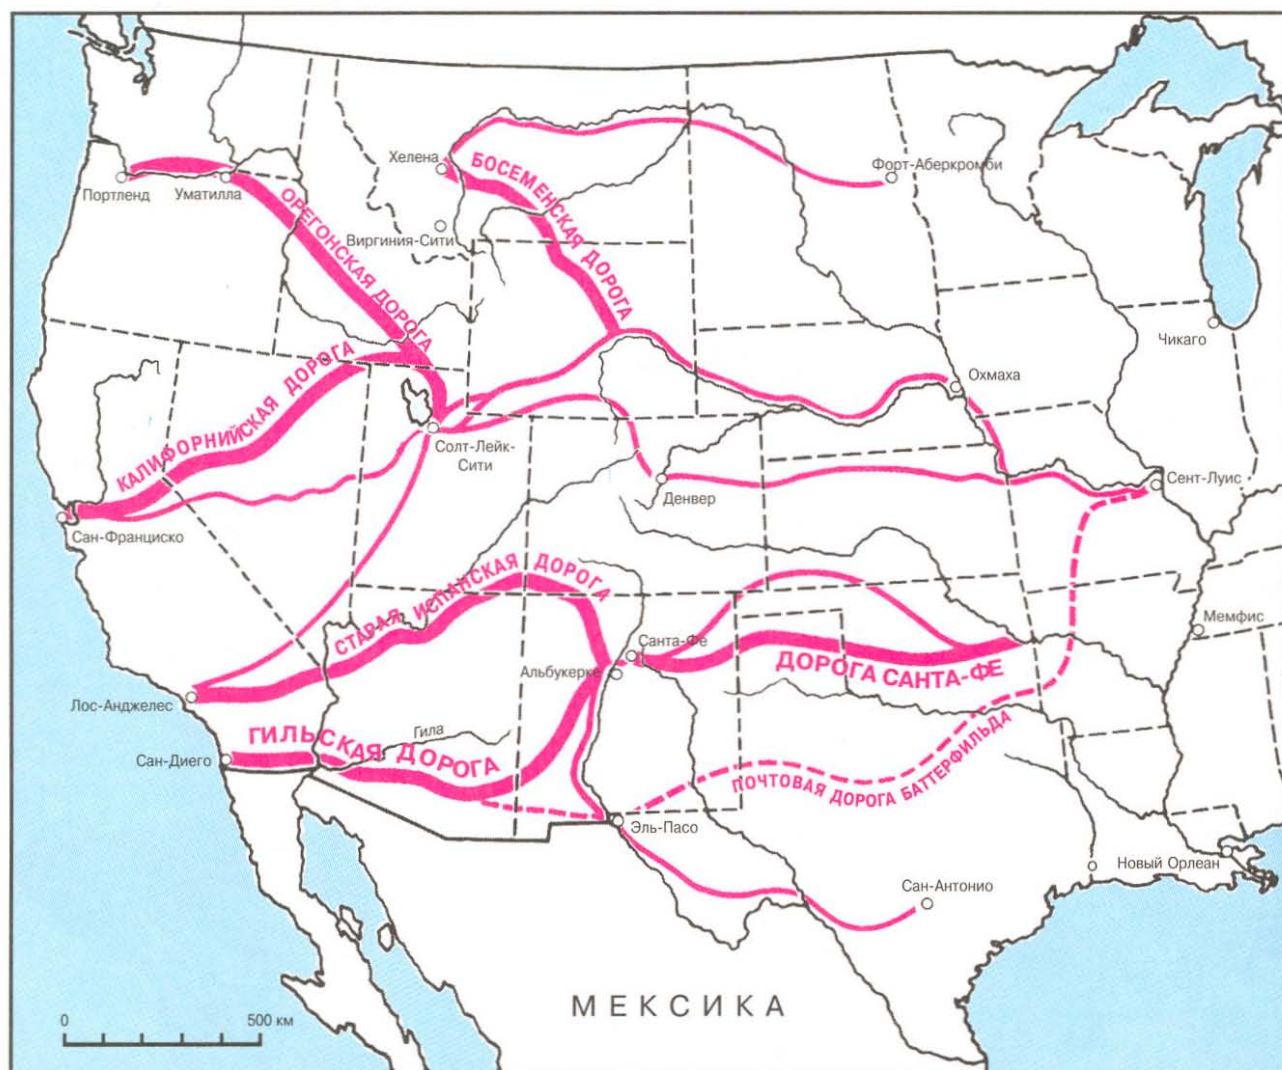 Хелена
БОСЕМЕНСКАЯ ДОРОГА
Форт-Аберкромби
Портленд
Уматилла
ОРЕГОНСКАЯ ДОРОГА
Виргиния-Сити
Чикаго
КАЛИФОРНИЙСКАЯ ДОРОГА
Охмаха
Солт-Лейк-
Сити
Денвер
Сент-Луис
Сан-Франциско
СТАРАЯ ИСПАНСКАЯ ДОРОГА
Санта-Фе
Мемфис
Альбукерке
ДОРОГА САНТА-ФЕ
Лос-Анджелес
ГИЛЬСКАЯ ДОРОГА
Гила
Сан-Диего
ПОЧТОВАЯ ДОРОГА БАТТЕРФИЛЬДА
Эль-Пасо
Новый Орлеан
Сан-Антонио
МЕКСИКА
0 500 км